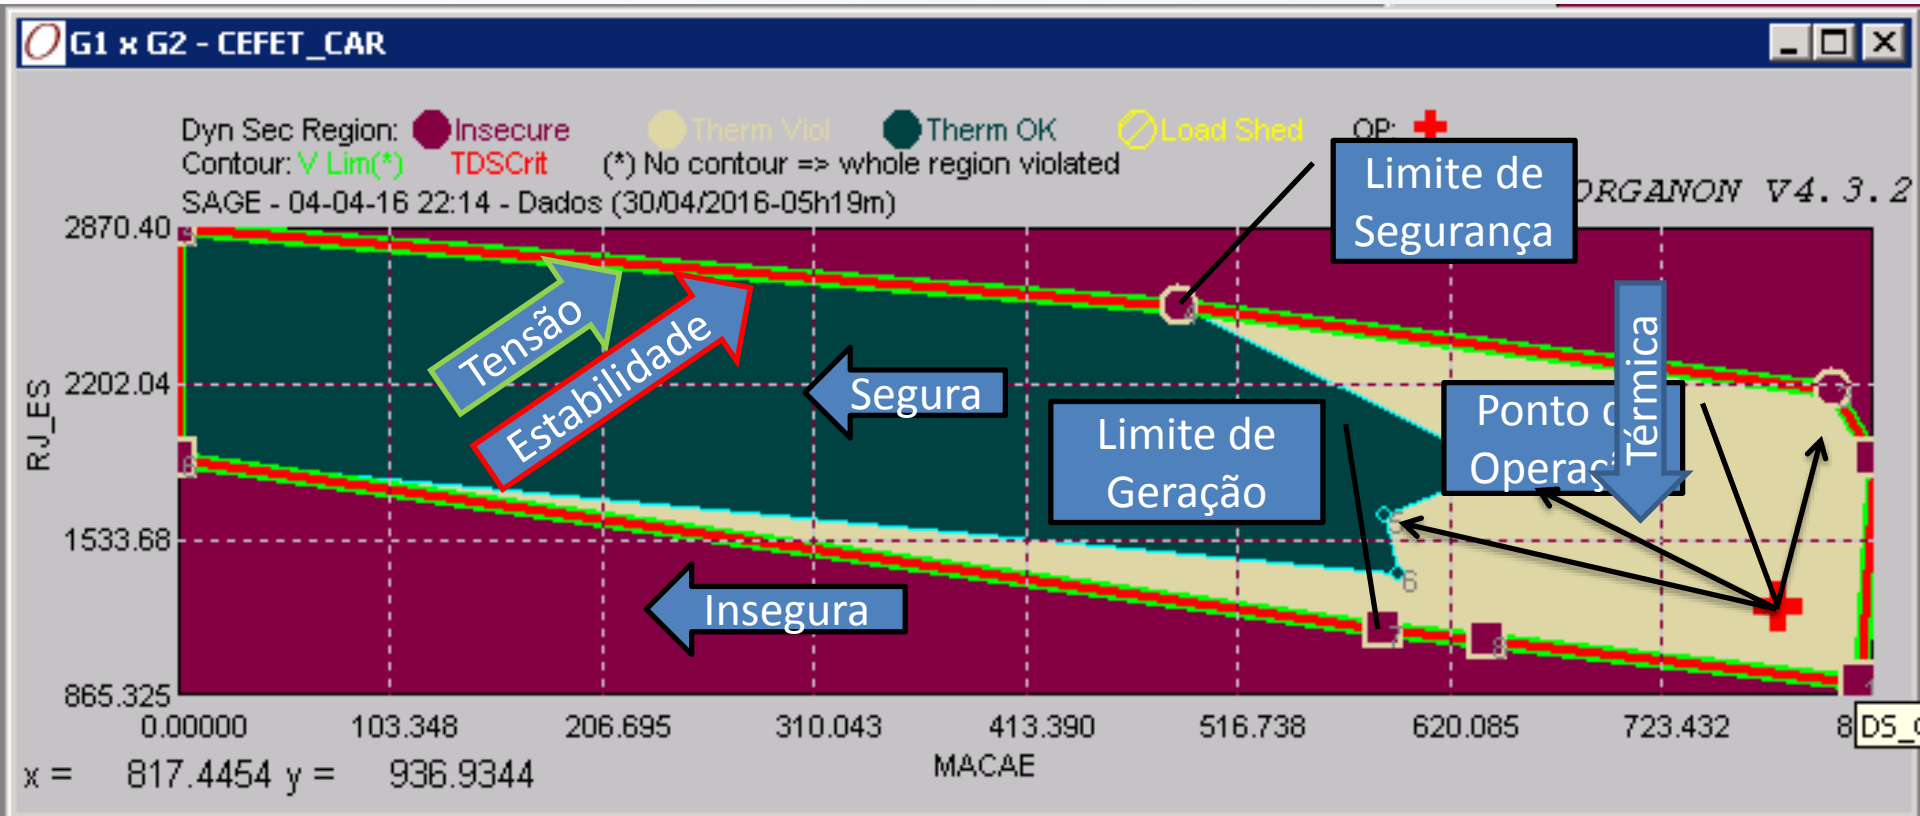 G1 x G2 - CEFET_CAR
Dyn Sec Region: Insecure Therm Viol Therm OK Load Shed OP:
Contour: V Lim(*) TDSCrit (*) No contour => whole region violated
SAGE - 04-04-16 22:14 - Dados (30/04/2016-05h19m)
ORGANON V4.3.2
Limite de
Segurança
2870.40
2202.04
1533.68
865.325
RJ_ES
Tensão
Estabilidade
Segura
Insegura
Limite de
Geração
Ponto
Térmica
5
6
7
8
0.00000 103.348 206.695 310.043 413.390 516.738 620.085 723.432
MACAE
x = 817.4454 y = 936.9344